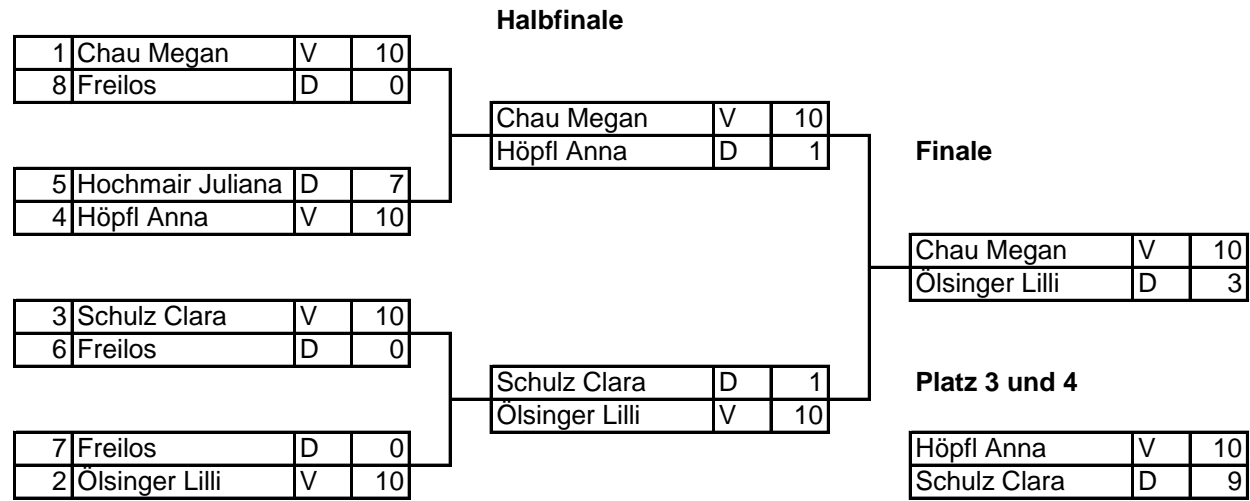 Halbfinale
1 Chau Megan V 10
8 Freilos D 0
Chau Megan V 10
Höpfl Anna D 1
Finale
5 Hochmair Juliana D 7
4 Höpfl Anna V 10
Chau Megan V 10
Ölsinger Lilli D 3
3 Schulz Clara V 10
6 Freilos D 0
Schulz Clara D 1
Ölsinger Lilli V 10
Platz 3 und 4
7 Freilos D 0
2 Ölsinger Lilli V 10
Höpfl Anna V 10
Schulz Clara D 9